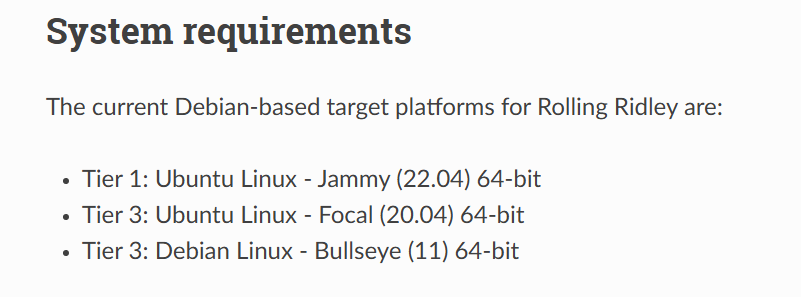 System requirements
The current Debian-based target platforms for Rolling Ridley are:
• Tier 1: Ubuntu Linux - Jammy (22.04) 64-bit
• Tier 3: Ubuntu Linux - Focal (20.04) 64-bit
• Tier 3: Debian Linux - Bullseye (11) 64-bit